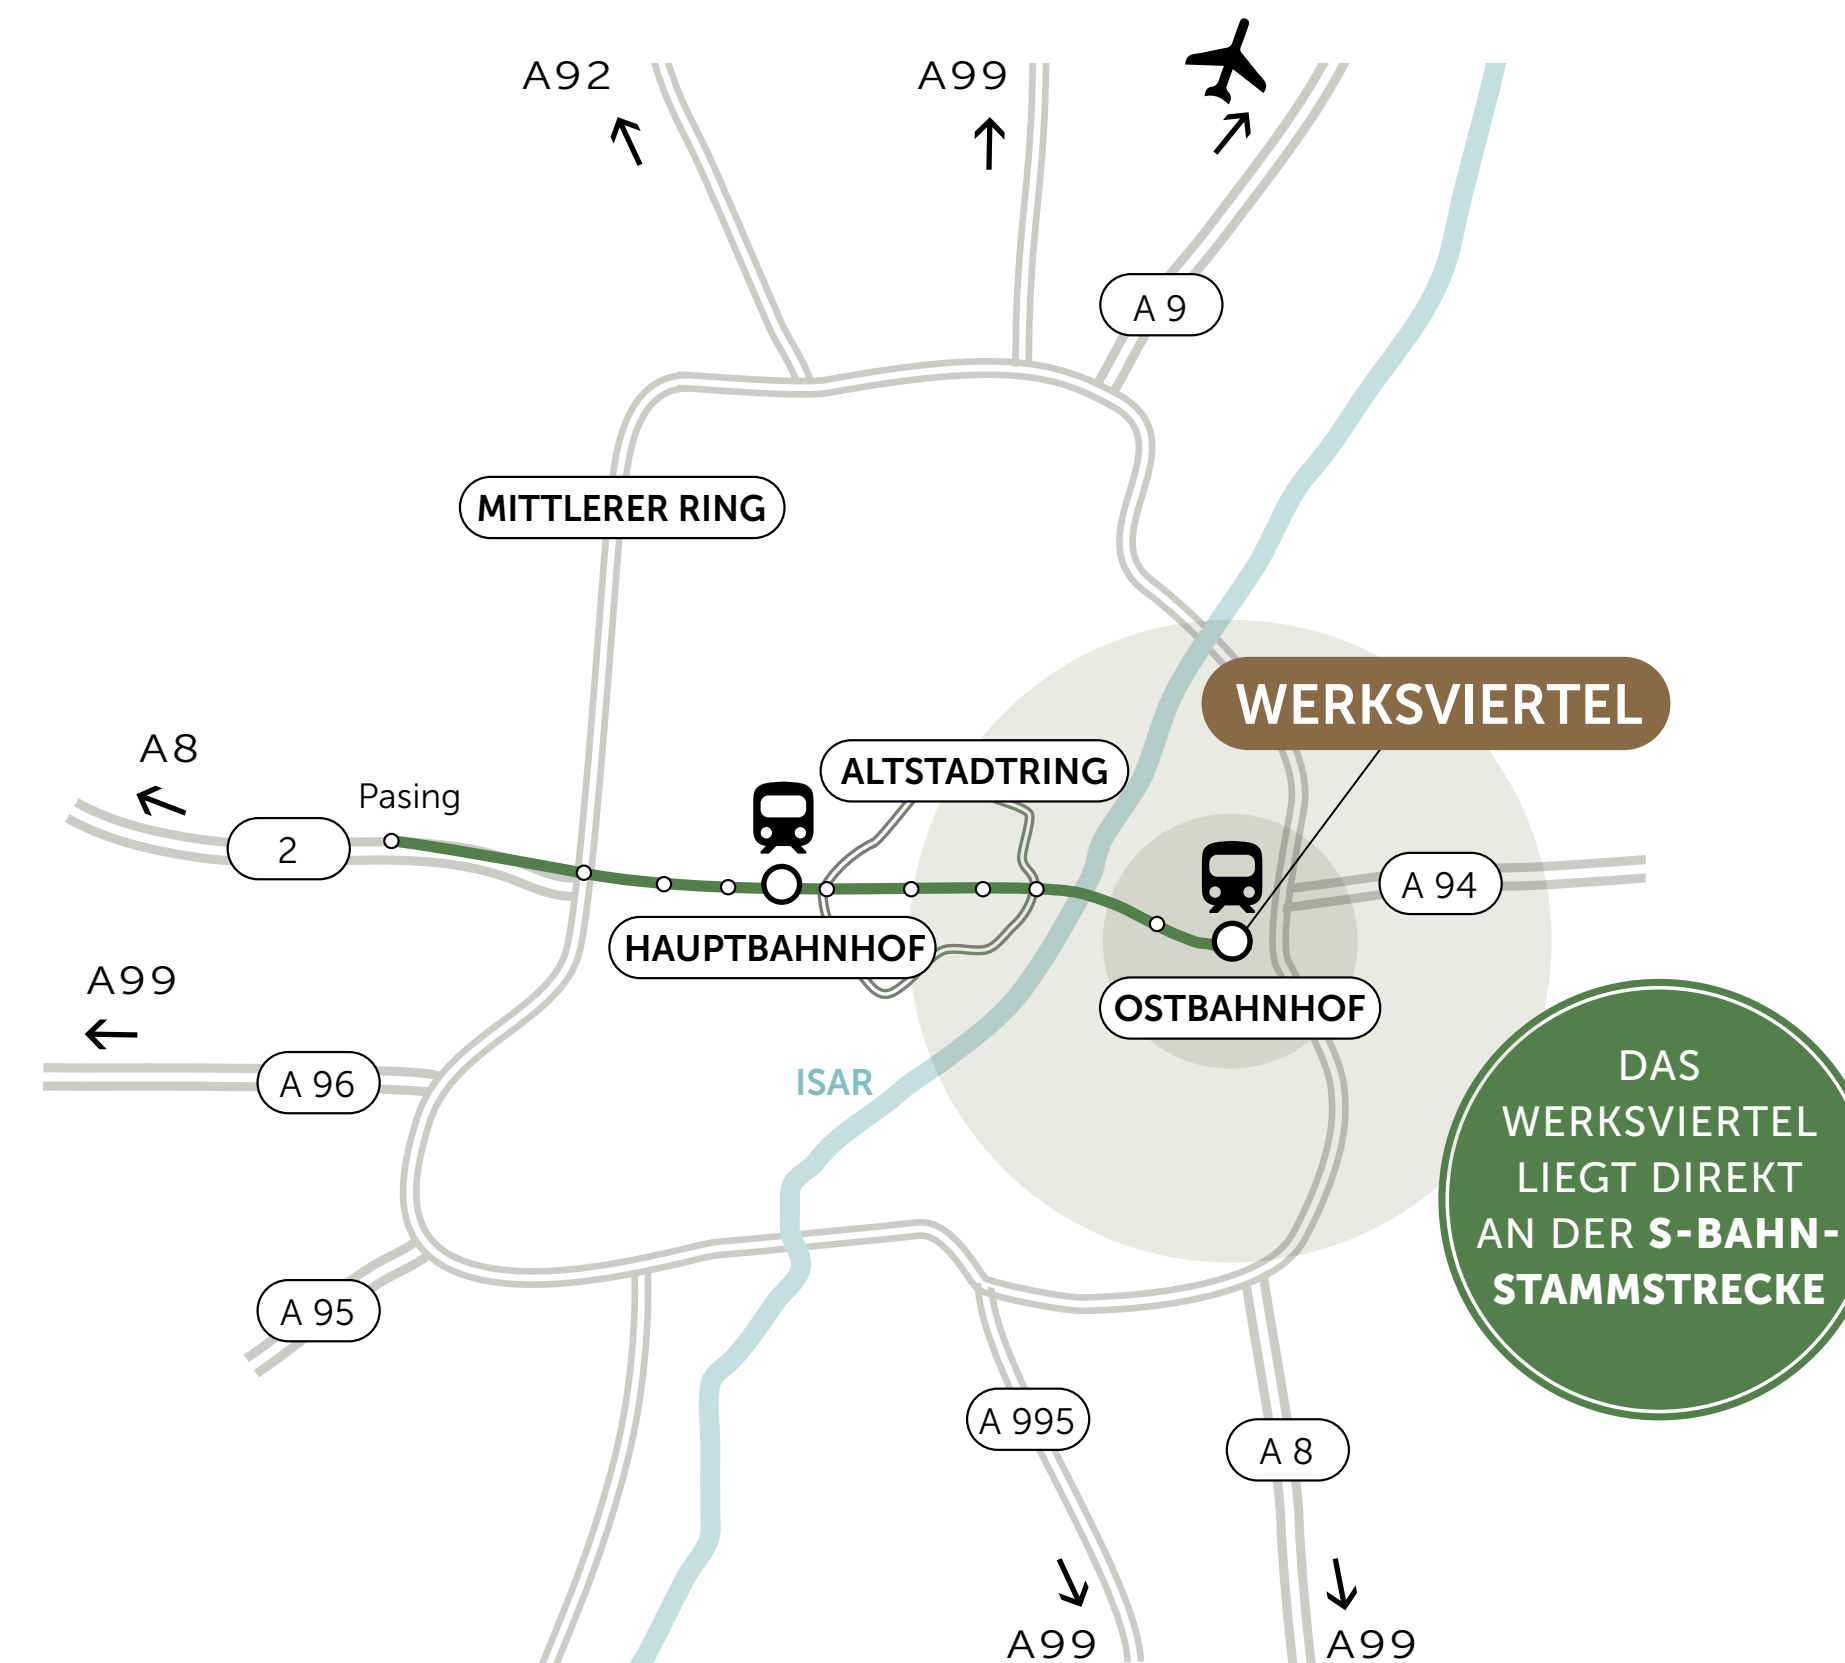 A92
A99
A 9
MITTLERER RING
WERKSVIERTEL
A8
Pasing
ALTSTADTRING
2
A 94
HAUPTBAHNHOF
A99
OSTBAHNHOF
A 96
ISAR
DAS
WERKSVIERTEL
LIEGT DIREKT
AN DER S-BAHN-
STAMMSTRECKE
A 95
A 995
A 8
A99
A99